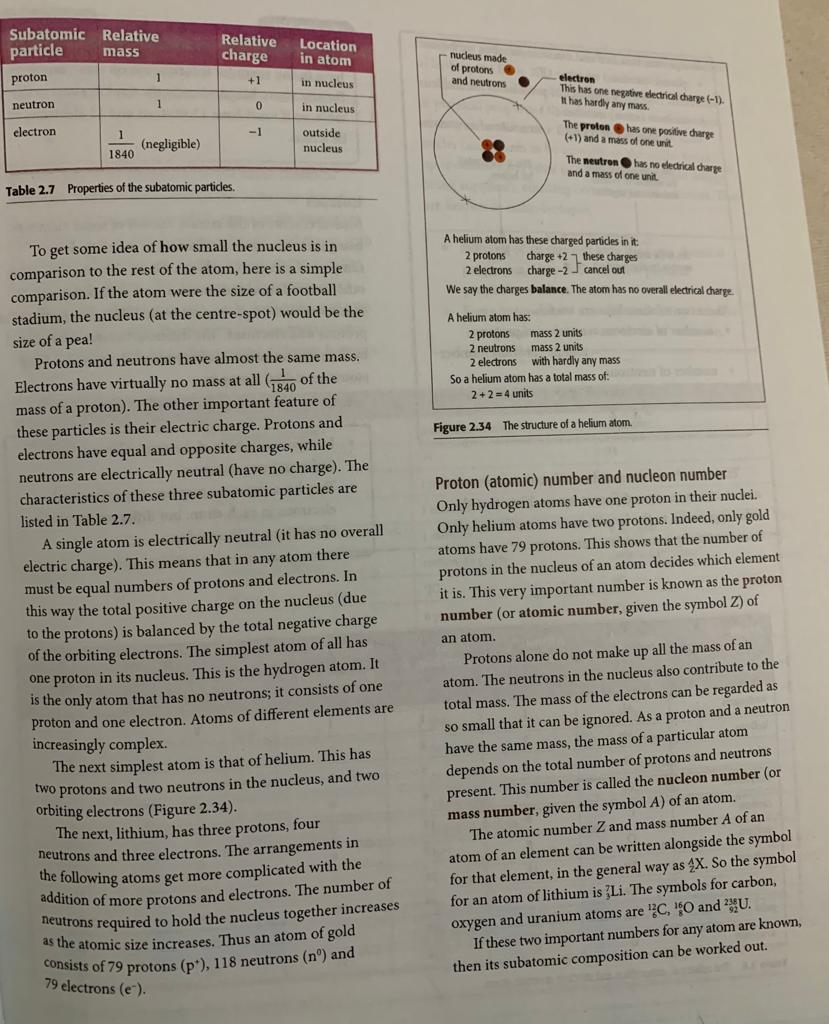 Subatomic particle Relative mass Relative charge Location in atom
proton 1 +1 in nucleus
neutron 1 0 in nucleus
electron 1/1840 (negligible) −1 outside nucleus
Table 2.7 Properties of the subatomic particles.
To get some idea of how small the nucleus is in
comparison to the rest of the atom, here is a simple
comparison. If the atom were the size of a football
stadium, the nucleus (at the centre-spot) would be the
size of a pea!
Protons and neutrons have almost the same mass.
Electrons have virtually no mass at all (1/1840 of the
mass of a proton). The other important feature of
these particles is their electric charge. Protons and
electrons have equal and opposite charges, while
neutrons are electrically neutral (have no charge). The
characteristics of these three subatomic particles are
listed in Table 2.7.
A single atom is electrically neutral (it has no overall
electric charge). This means that in any atom there
must be equal numbers of protons and electrons. In
this way the total positive charge on the nucleus (due
to the protons) is balanced by the total negative charge
of the orbiting electrons. The simplest atom of all has
one proton in its nucleus. This is the hydrogen atom. It
is the only atom that has no neutrons; it consists of one
proton and one electron. Atoms of different elements are
increasingly complex.
The next simplest atom is that of helium. This has
two protons and two neutrons in the nucleus, and two
orbiting electrons (Figure 2.34).
The next, lithium, has three protons, four
neutrons and three electrons. The arrangements in
the following atoms get more complicated with the
addition of more protons and electrons. The number of
neutrons required to hold the nucleus together increases
as the atomic size increases. Thus an atom of gold
consists of 79 protons (p⁺), 118 neutrons (n⁰) and
79 electrons (e⁻).
nucleus made
of protons
and neutrons
electron
This has one negative electrical charge (−1).
It has hardly any mass.
The proton has one positive charge
(+1) and a mass of one unit.
The neutron has no electrical charge
and a mass of one unit.
A helium atom has these charged particles in it:
2 protons charge +2 these charges
2 electrons charge −2 cancel out
We say the charges balance. The atom has no overall electrical charge.
A helium atom has:
2 protons mass 2 units
2 neutrons mass 2 units
2 electrons with hardly any mass
So a helium atom has a total mass of:
2 + 2 = 4 units
Figure 2.34 The structure of a helium atom.
Proton (atomic) number and nucleon number
Only hydrogen atoms have one proton in their nuclei.
Only helium atoms have two protons. Indeed, only gold
atoms have 79 protons. This shows that the number of
protons in the nucleus of an atom decides which element
it is. This very important number is known as the proton
number (or atomic number, given the symbol Z) of
an atom.
Protons alone do not make up all the mass of an
atom. The neutrons in the nucleus also contribute to the
total mass. The mass of the electrons can be regarded as
so small that it can be ignored. As a proton and a neutron
have the same mass, the mass of a particular atom
depends on the total number of protons and neutrons
present. This number is called the nucleon number (or
mass number, given the symbol A) of an atom.
The atomic number Z and mass number A of an
atom of an element can be written alongside the symbol
for that element, in the general way as ᴬ_ZX. So the symbol
for an atom of lithium is ⁷₃Li. The symbols for carbon,
oxygen and uranium atoms are ¹²₆C, ¹⁶₈O and ²³⁸₉₂U.
If these two important numbers for any atom are known,
then its subatomic composition can be worked out.